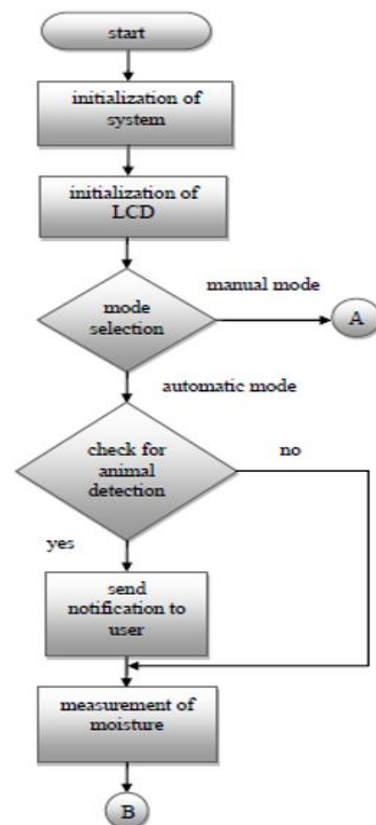 start
initialization of
system
initialization of
LCD
mode
selection
manual mode
A
automatic mode
check for
animal
detection
no
yes
send
notification to
user
measurement of
moisture
B